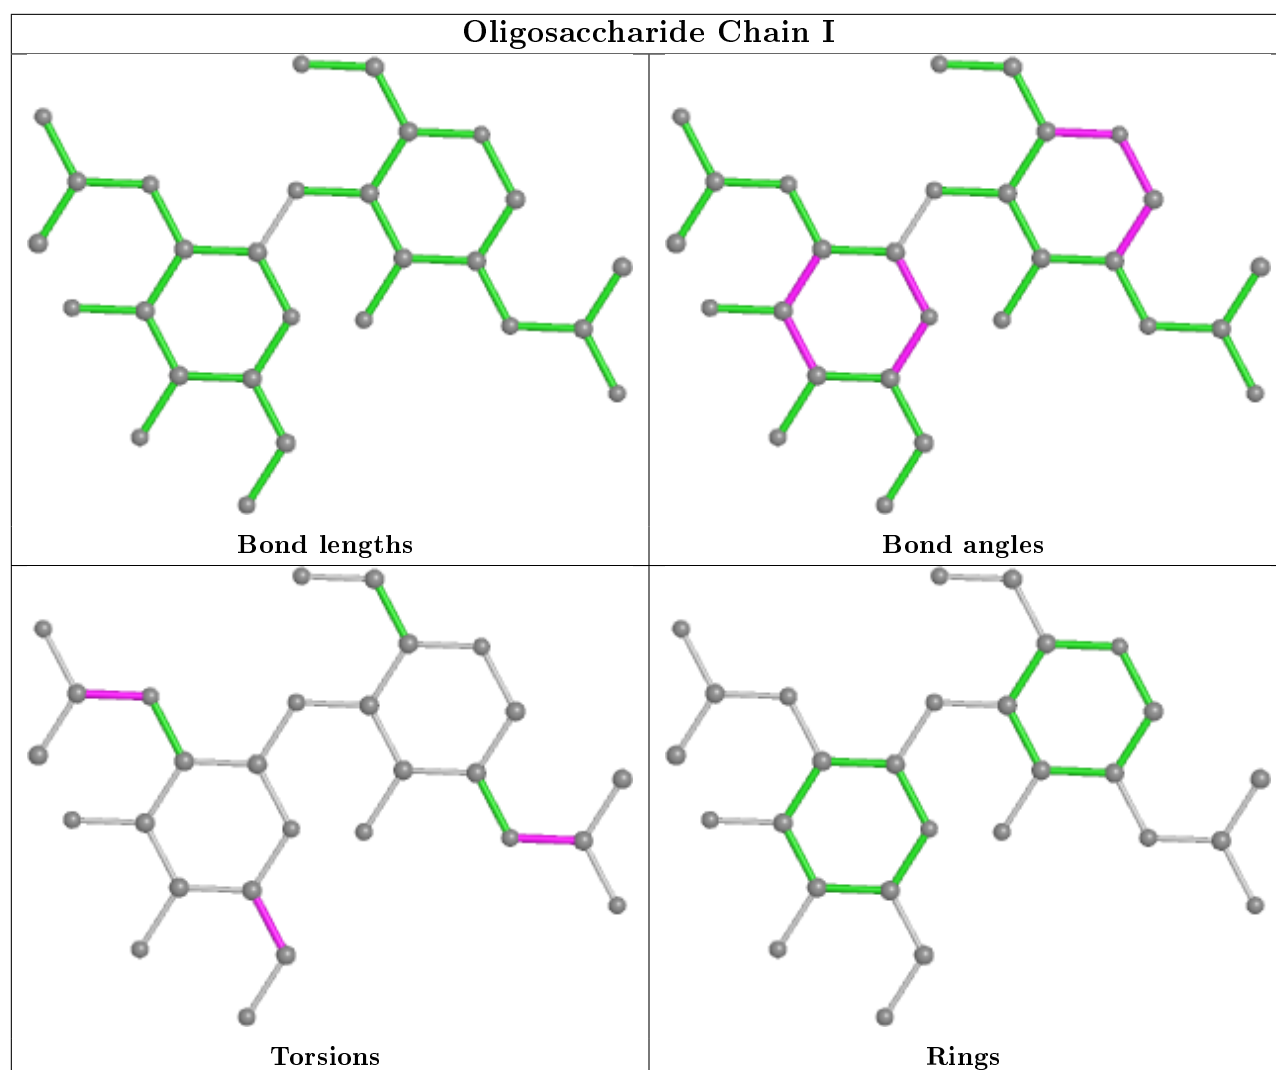 Oligosaccharide Chain I
Bond lengths
Bond angles
Torsions
Rings